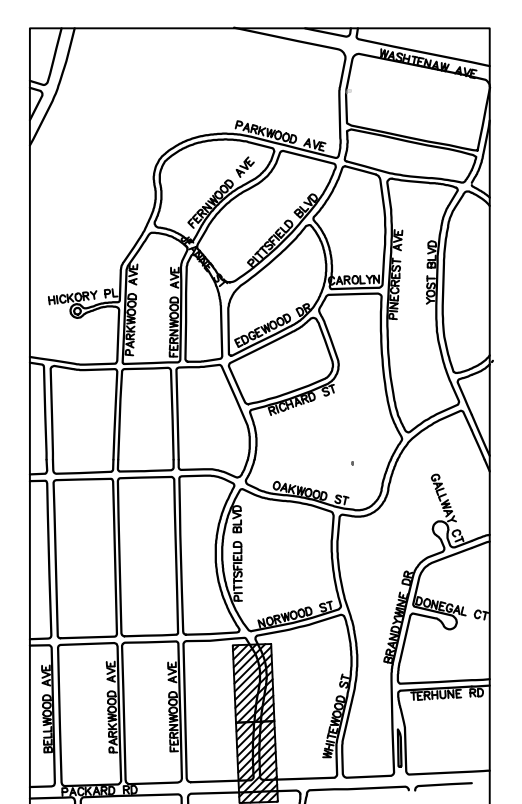 WASHTENAW AVE
PARKWOOD AVE
FERNWOOD AVE
PITTSFIELD BLVD
JEANNE ST
CAROLYN
PINECREST AVE
YOST BLVD
HICKORY PL
PARKWOOD AVE
FERNWOOD AVE
EDGEWOOD DR
RICHARD ST
OAKWOOD ST
GALLWAY CT
PITTSFIELD BLVD
NORWOOD ST
BRANDYWINE DR
DONEGAL CT
BELLWOOD AVE
PARKWOOD AVE
FERNWOOD AVE
WHITEWOOD ST
TERHUNE RD
PACKARD RD